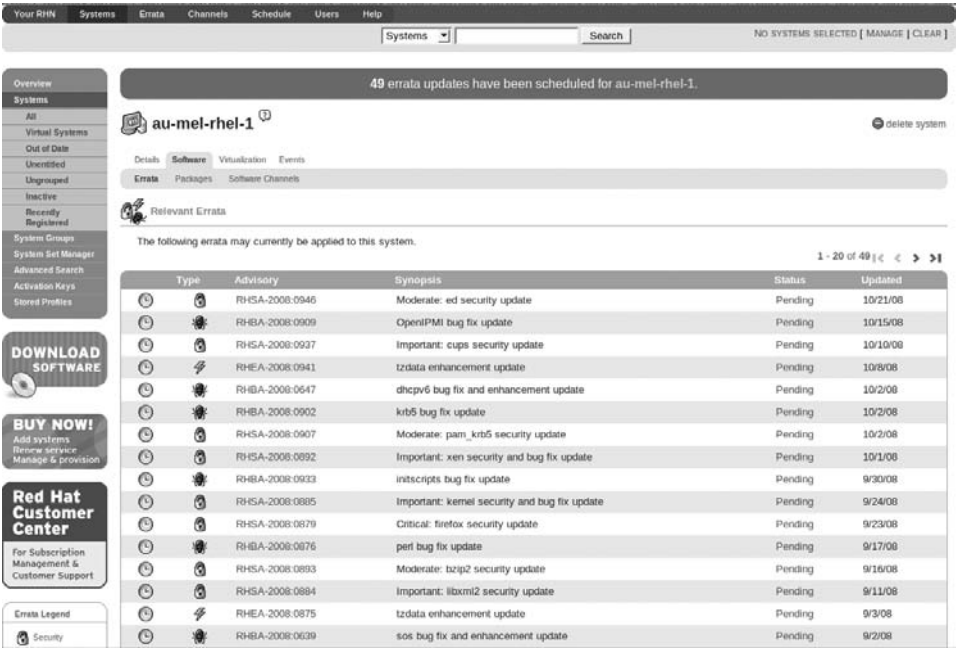 Your RHN Systems Errata Channels Schedule Users Help
Systems Search NO SYSTEMS SELECTED [ MANAGE | CLEAR ]
Overview
Systems
All
Virtual Systems
Out of Date
Unentitled
Ungrouped
Inactive
Recently
Registered
System Groups
System Set Manager
Advanced Search
Activation Keys
Stored Profiles
DOWNLOAD
SOFTWARE
BUY NOW!
Add systems
Renew service
Manage & provision
Red Hat
Customer
Center
For Subscription
Management &
Customer Support
Errata Legend
Security
49 errata updates have been scheduled for au-mel-rhel-1.
au-mel-rhel-1 ? delete system
Details Software Virtualization Events
Errata Packages Software Channels
Relevant Errata
The following errata may currently be applied to this system.
1 - 20 of 49
Type Advisory Synopsis Status Updated
RHSA-2008:0946 Moderate: ed security update Pending 10/21/08
RHBA-2008:0909 OpenIPMI bug fix update Pending 10/15/08
RHSA-2008:0937 Important: cups security update Pending 10/10/08
RHEA-2008:0941 tzdata enhancement update Pending 10/8/08
RHBA-2008:0647 dhcpv6 bug fix and enhancement update Pending 10/2/08
RHBA-2008:0902 krb5 bug fix update Pending 10/2/08
RHSA-2008:0907 Moderate: pam_krb5 security update Pending 10/2/08
RHSA-2008:0892 Important: xen security and bug fix update Pending 10/1/08
RHBA-2008:0933 initscripts bug fix update Pending 9/30/08
RHSA-2008:0885 Important: kernel security and bug fix update Pending 9/24/08
RHSA-2008:0879 Critical: firefox security update Pending 9/23/08
RHBA-2008:0876 perl bug fix update Pending 9/17/08
RHSA-2008:0893 Moderate: bzip2 security update Pending 9/16/08
RHSA-2008:0884 Important: libxml2 security update Pending 9/11/08
RHEA-2008:0875 tzdata enhancement update Pending 9/3/08
RHBA-2008:0639 sos bug fix and enhancement update Pending 9/2/08